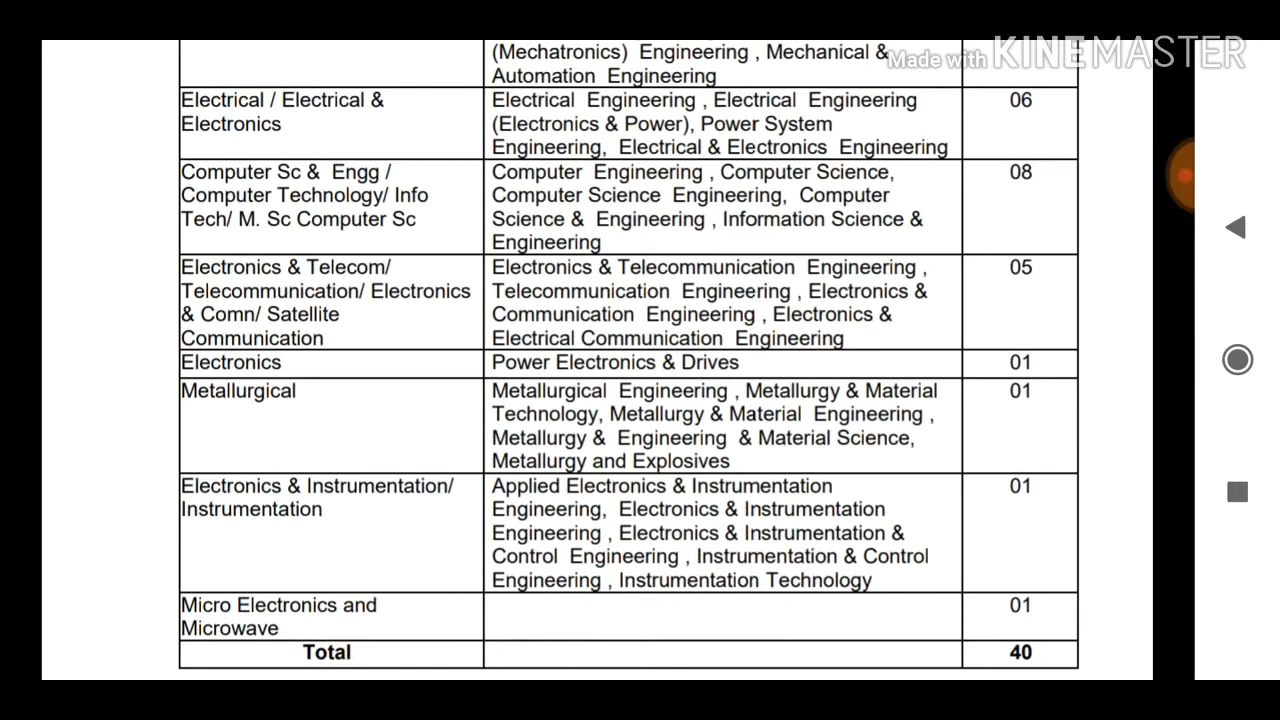 (Mechatronics) Engineering , Mechanical &
Automation Engineering
Made with KINEMASTER
Electrical / Electrical &
Electronics
Electrical Engineering , Electrical Engineering
(Electronics & Power), Power System
Engineering, Electrical & Electronics Engineering
06
Computer Sc & Engg /
Computer Technology/ Info
Tech/ M. Sc Computer Sc
Computer Engineering , Computer Science,
Computer Science Engineering, Computer
Science & Engineering , Information Science &
Engineering
08
Electronics & Telecom/
Telecommunication/ Electronics
& Comn/ Satellite
Communication
Electronics & Telecommunication Engineering ,
Telecommunication Engineering , Electronics &
Communication Engineering , Electronics &
Electrical Communication Engineering
05
Electronics
Power Electronics & Drives
01
Metallurgical
Metallurgical Engineering , Metallurgy & Material
Technology, Metallurgy & Material Engineering ,
Metallurgy & Engineering & Material Science,
Metallurgy and Explosives
01
Electronics & Instrumentation/
Instrumentation
Applied Electronics & Instrumentation
Engineering, Electronics & Instrumentation
Engineering , Electronics & Instrumentation &
Control Engineering , Instrumentation & Control
Engineering , Instrumentation Technology
01
Micro Electronics and
Microwave
01
Total
40